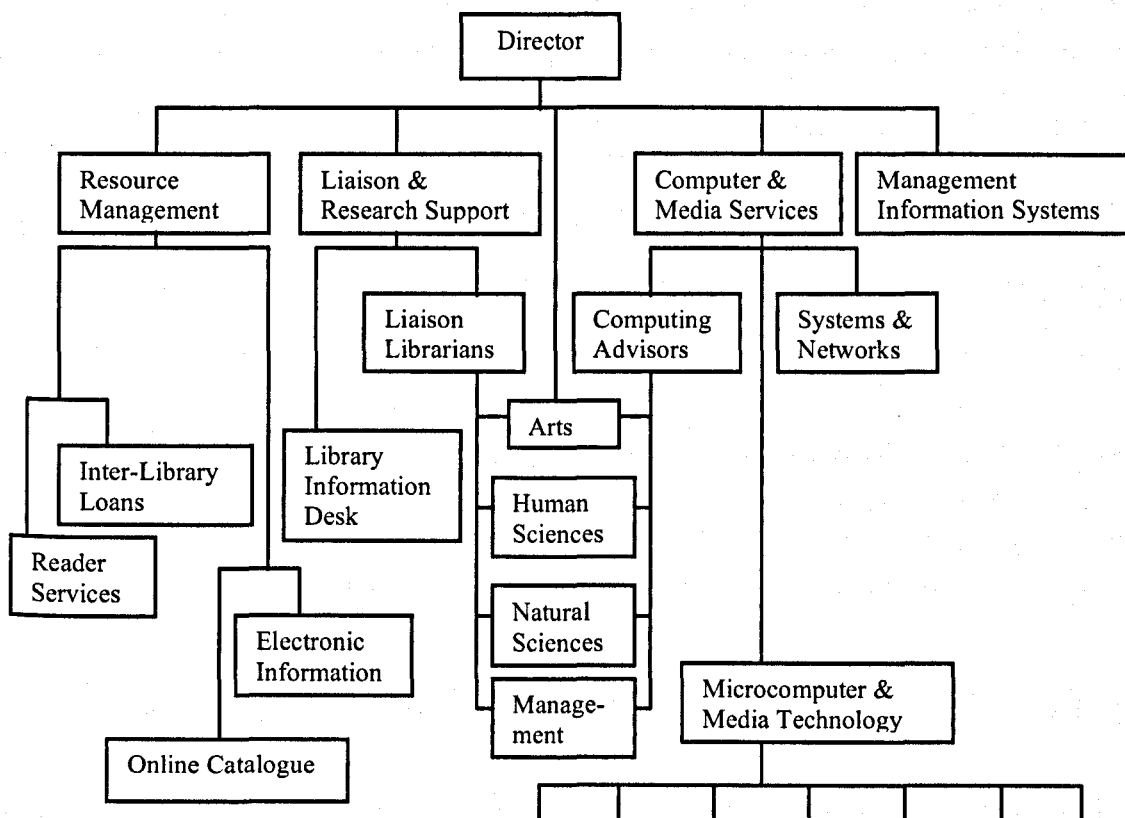 Director
Resource
Management
Liaison &
Research Support
Computer &
Media Services
Management
Information Systems
Liaison
Librarians
Computing
Advisors
Systems &
Networks
Arts
Library
Information
Desk
Inter-Library
Loans
Human
Sciences
Reader
Services
Natural
Sciences
Electronic
Information
Microcomputer &
Media Technology
Manage-
ment
Online Catalogue